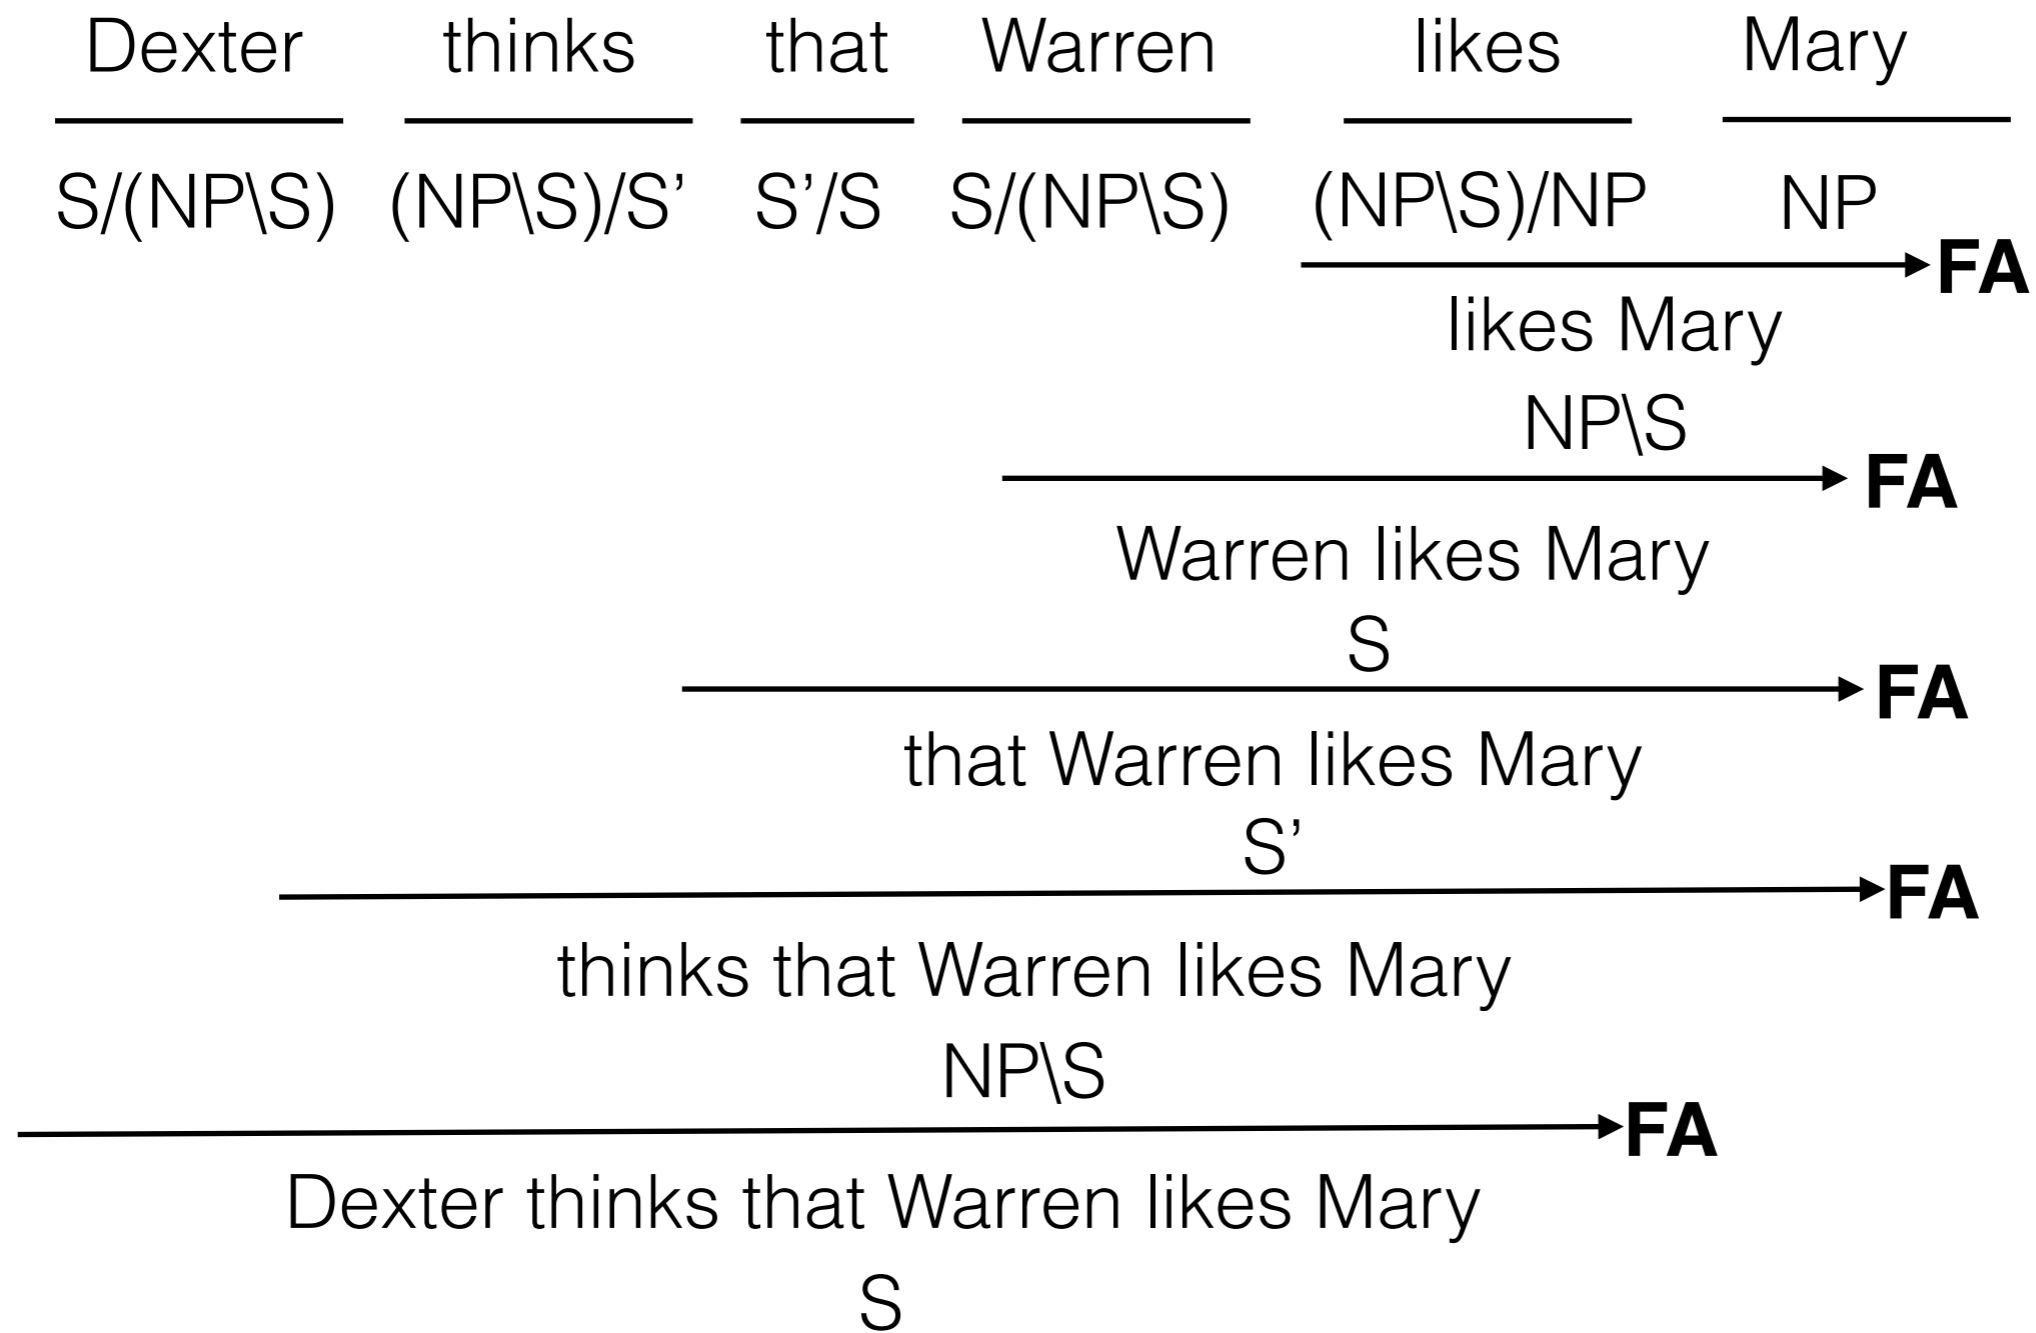 Dexter thinks that Warren likes Mary
S/(NP\S) (NP\S)/S’ S’/S S/(NP\S) (NP\S)/NP NP
FA
likes Mary
NP\S
FA
Warren likes Mary
S
FA
that Warren likes Mary
S’
FA
thinks that Warren likes Mary
NP\S
FA
Dexter thinks that Warren likes Mary
S